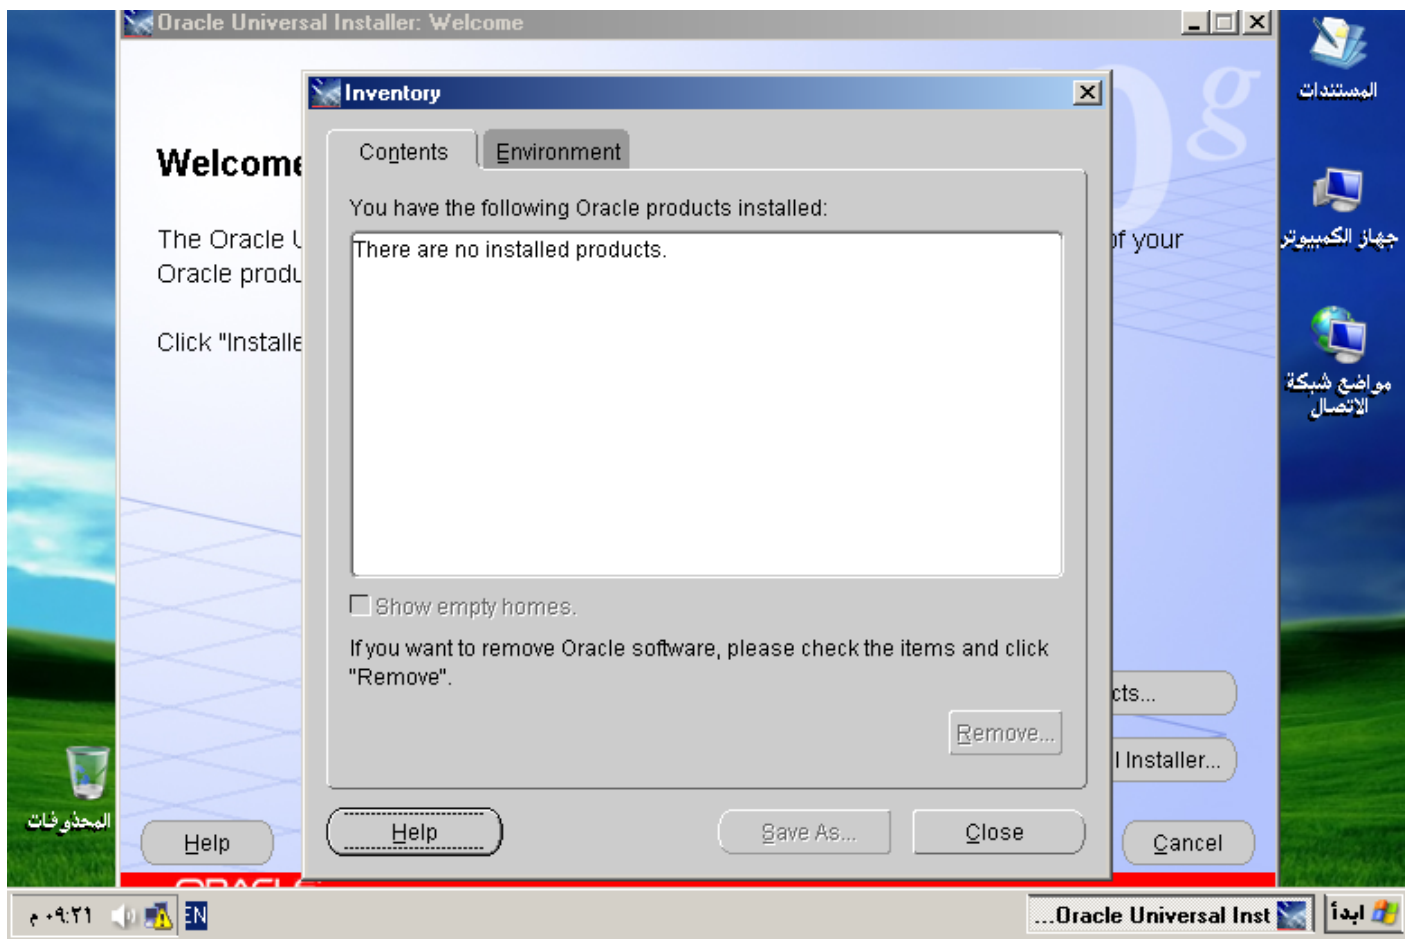 Oracle Universal Installer: Welcome
Inventory
Contents
Environment
You have the following Oracle products installed:
There are no installed products.
Show empty homes.
If you want to remove Oracle software, please check the items and click
"Remove".
Remove...
Help
Save As...
Close
Welcome
The Oracle
of your
Oracle
Click
Installer...
Help
Cancel
ORACLE
المستندات
جهاز الكمبيوتر
مواضع شبكة
الاتصال
المحذوفات
٠٩:٢١ م
EN
...Oracle Universal Inst
ابدأ